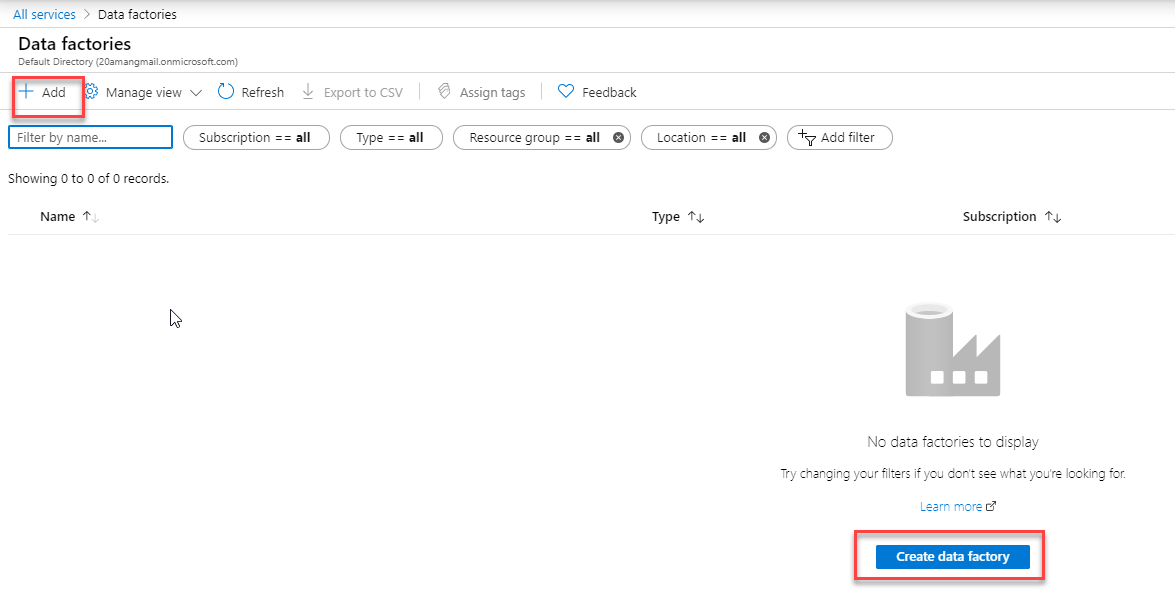 All services > Data factories
Data factories
Default Directory (20amangmail.onmicrosoft.com)
+ Add Manage view Refresh Export to CSV Assign tags Feedback
Filter by name... Subscription == all Type == all Resource group == all Location == all Add filter
Showing 0 to 0 of 0 records.
Name ↑↓ Type ↑↓ Subscription ↑↓
No data factories to display
Try changing your filters if you don't see what you're looking for.
Learn more
Create data factory